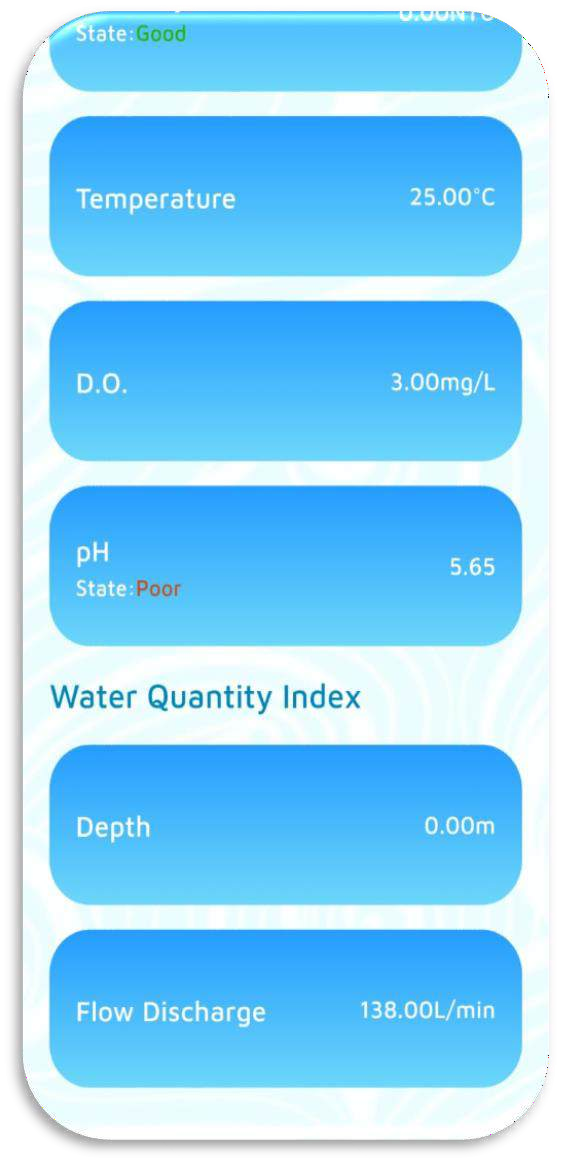 State:Good
Temperature
25.00°C
D.O.
3.00mg/L
pH
State:Poor
5.65
Water Quantity Index
Depth
0.00m
Flow Discharge
138.00L/min